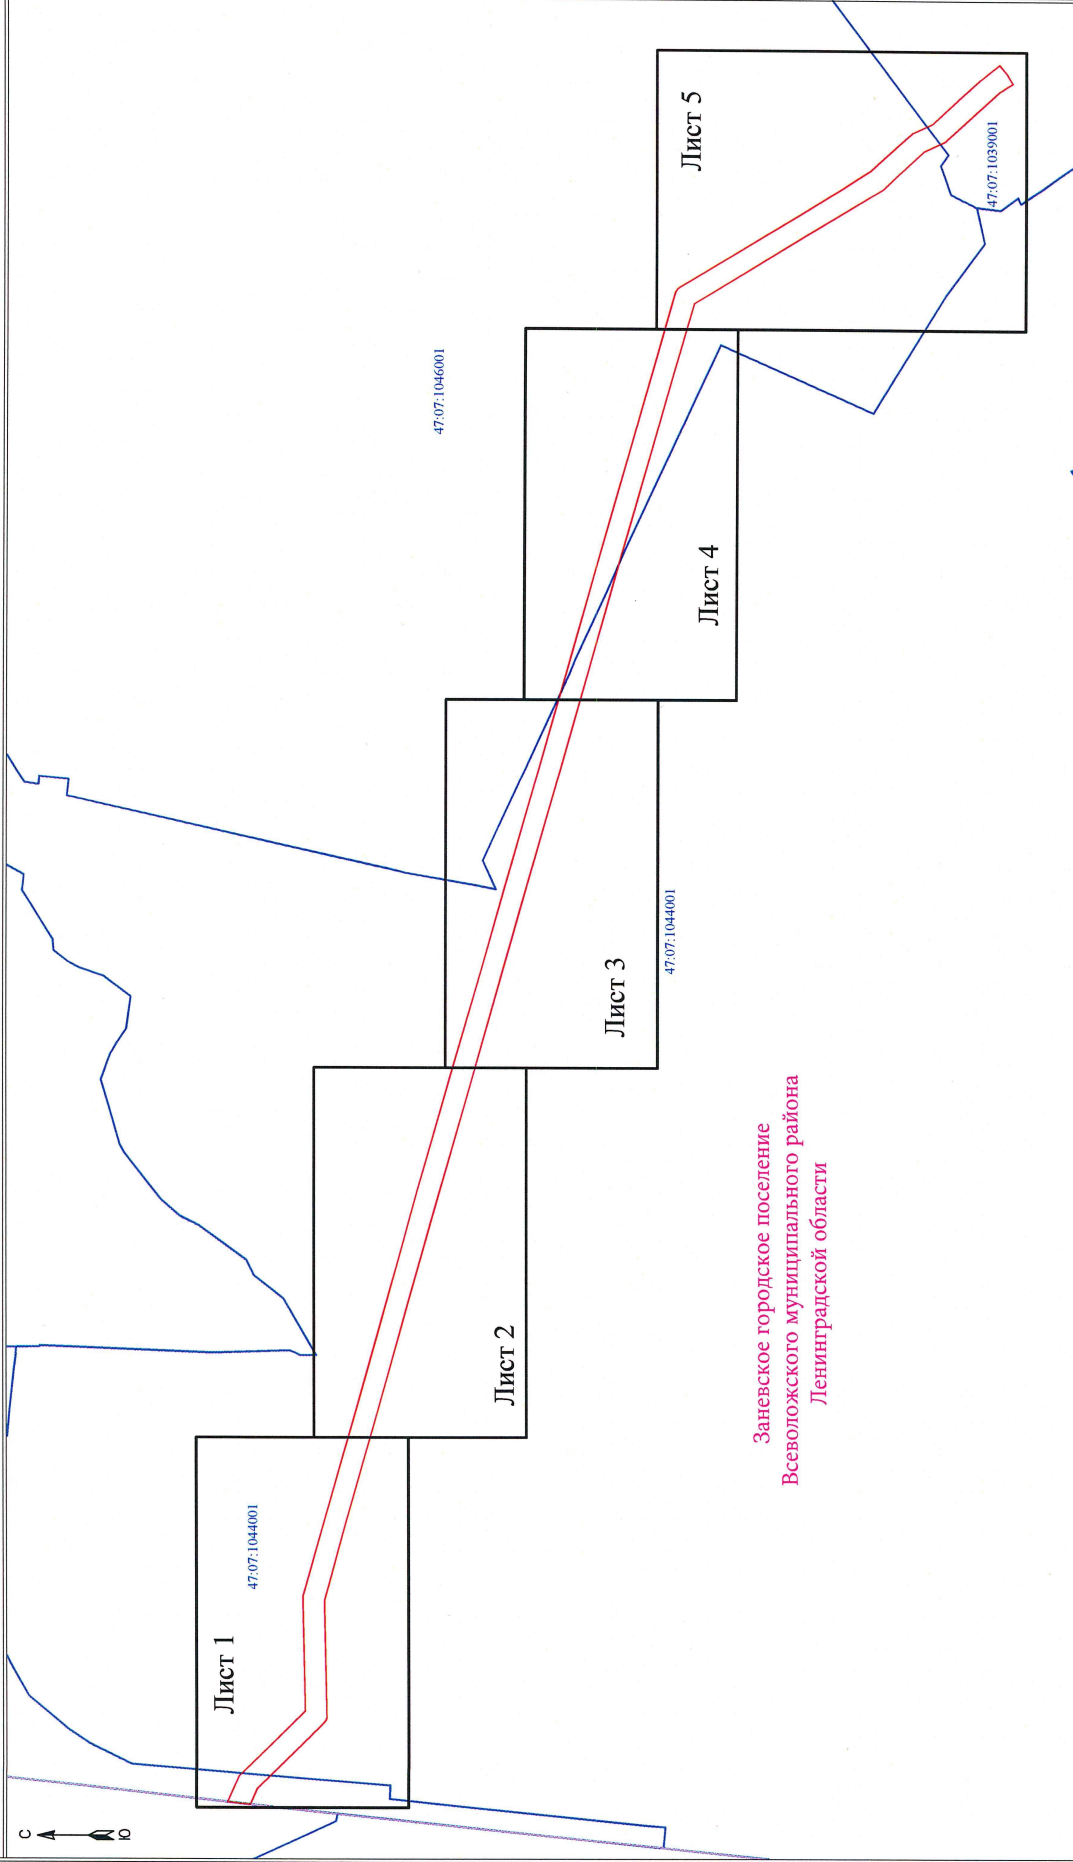 С
Ю
Лист 1
47:07:1044001
Лист 2
Лист 3
47:07:1044001
Лист 4
47:07:1046001
Лист 5
47:07:1039001
Заневское городское поселение
Всеволожского муниципального района
Ленинградской области